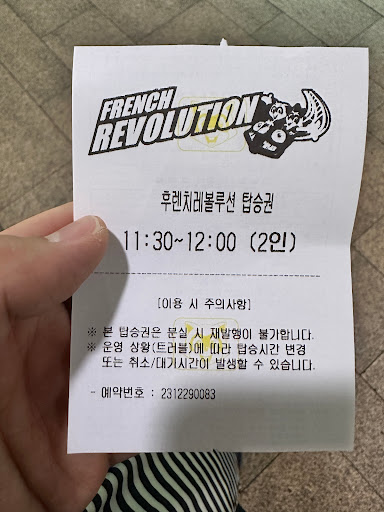 FRENCH
REVOLUTION
후렌치레볼루션 탑승권
11:30~12:00 (2인)
[이용 시 주의사항]
※ 본 탑승권은 분실 시 재발행이 불가합니다.
※ 운영 상황(트러블)에 따라 탑승시간 변경
또는 취소/대기시간이 발생할 수 있습니다.
- 예약번호 : 2312290083